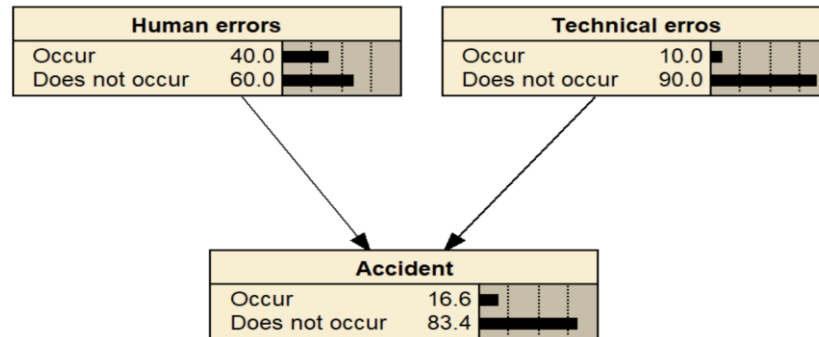 Human errors
Occur 40.0
Does not occur 60.0
Technical erros
Occur 10.0
Does not occur 90.0
Accident
Occur 16.6
Does not occur 83.4